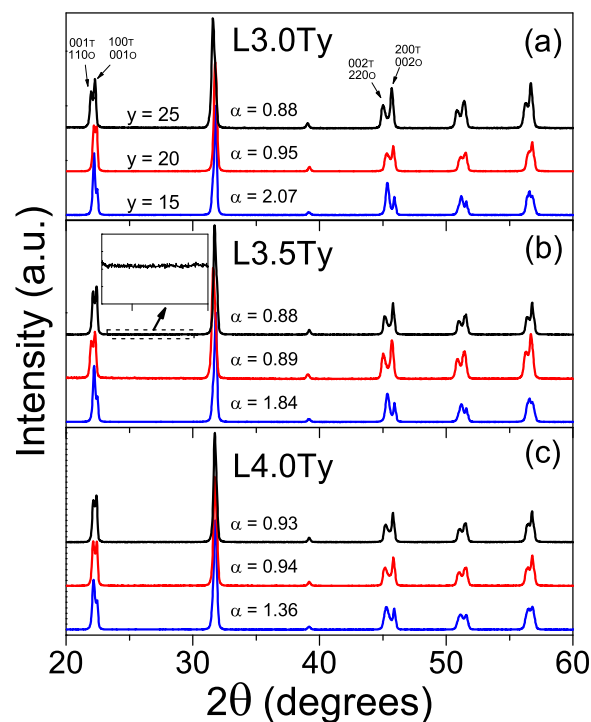 L3.0Ty
(a)
001T 100T
110O 001O
002T 200T
220O 002O
y = 25 α = 0.88
y = 20 α = 0.95
y = 15 α = 2.07
L3.5Ty
(b)
α = 0.88
α = 0.89
α = 1.84
L4.0Ty
(c)
α = 0.93
α = 0.94
α = 1.36
Intensity (a.u.)
20 30 40 50 60
2θ (degrees)